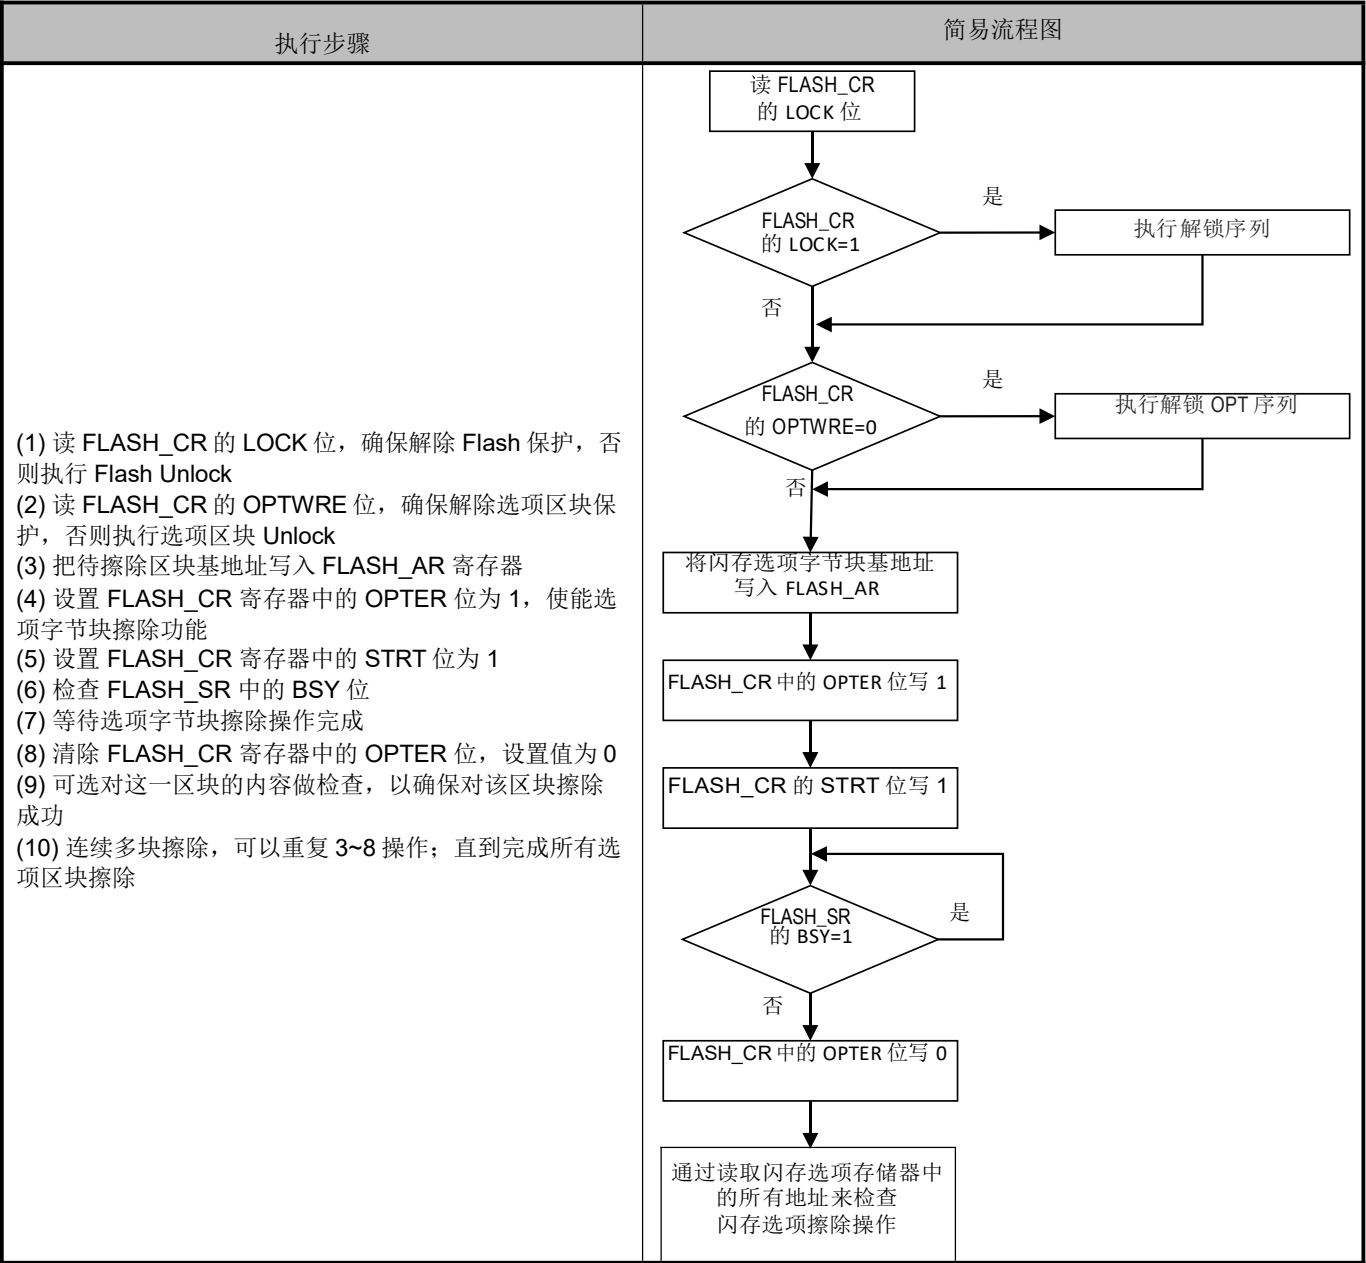 执行步骤
简易流程图
(1) 读 FLASH_CR 的 LOCK 位，确保解除 Flash 保护，否
则执行 Flash Unlock
(2) 读 FLASH_CR 的 OPTWRE 位，确保解除选项区块保
护，否则执行选项区块 Unlock
(3) 把待擦除区块基地址写入 FLASH_AR 寄存器
(4) 设置 FLASH_CR 寄存器中的 OPTER 位为 1，使能选
项字节块擦除功能
(5) 设置 FLASH_CR 寄存器中的 STRT 位为 1
(6) 检查 FLASH_SR 中的 BSY 位
(7) 等待选项字节块擦除操作完成
(8) 清除 FLASH_CR 寄存器中的 OPTER 位，设置值为 0
(9) 可选对这一区块的内容做检查，以确保对该区块擦除
成功
(10) 连续多块擦除，可以重复 3~8 操作；直到完成所有选
项区块擦除
读 FLASH_CR
的 LOCK 位
FLASH_CR
的 LOCK=1
是
执行解锁序列
否
FLASH_CR
的 OPTWRE=0
是
执行解锁 OPT 序列
否
将闪存选项字节块基地址
写入 FLASH_AR
FLASH_CR 中的 OPTER 位写 1
FLASH_CR 的 STRT 位写 1
FLASH_SR
的 BSY=1
是
否
FLASH_CR 中的 OPTER 位写 0
通过读取闪存选项存储器中
的所有地址来检查
闪存选项擦除操作